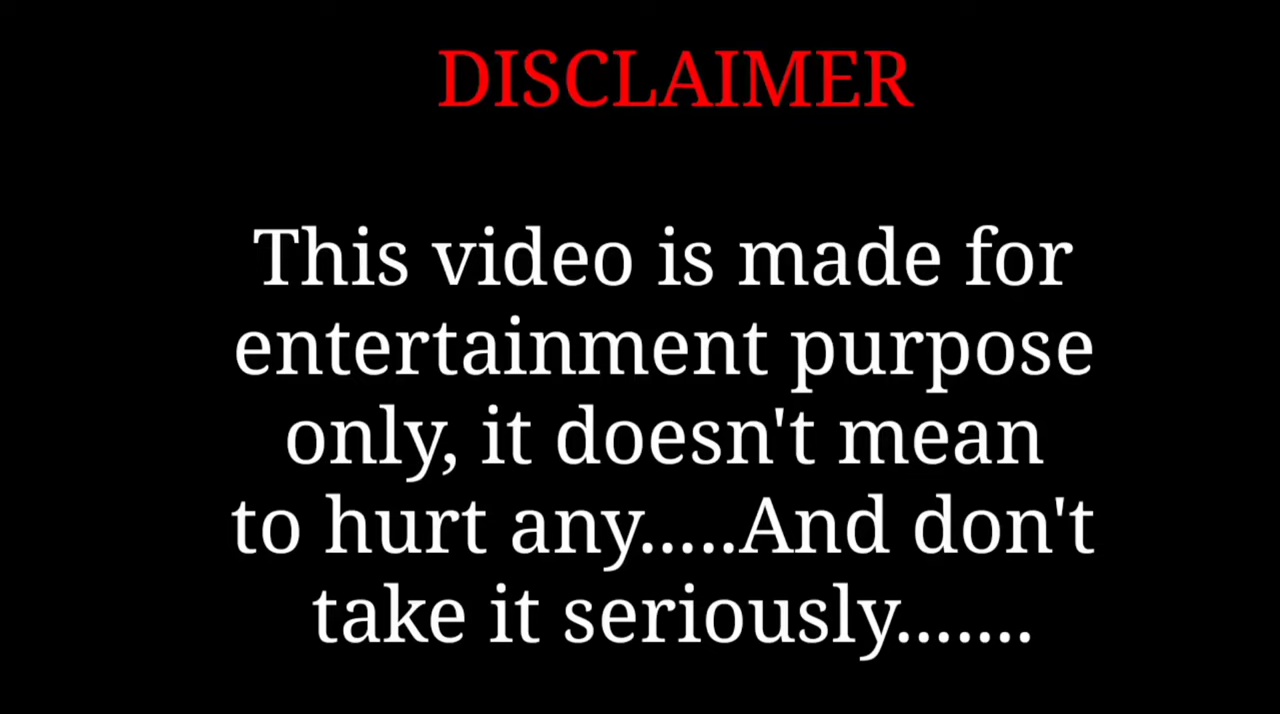 DISCLAIMER
This video is made for
entertainment purpose
only, it doesn't mean
to hurt any.....And don't
take it seriously.......